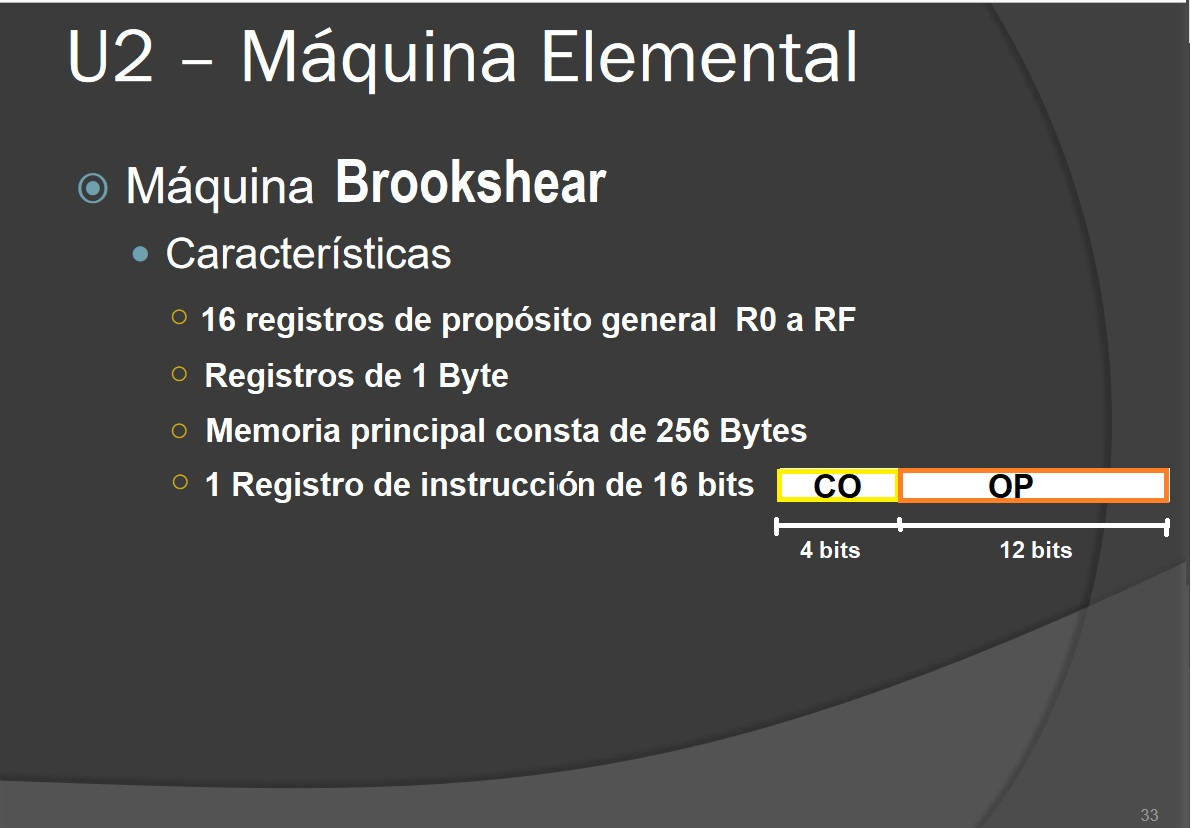 U2 – Máquina Elemental
Máquina Brookshear
Características
16 registros de propósito general R0 a RF
Registros de 1 Byte
Memoria principal consta de 256 Bytes
1 Registro de instrucción de 16 bits CO OP
4 bits 12 bits
33